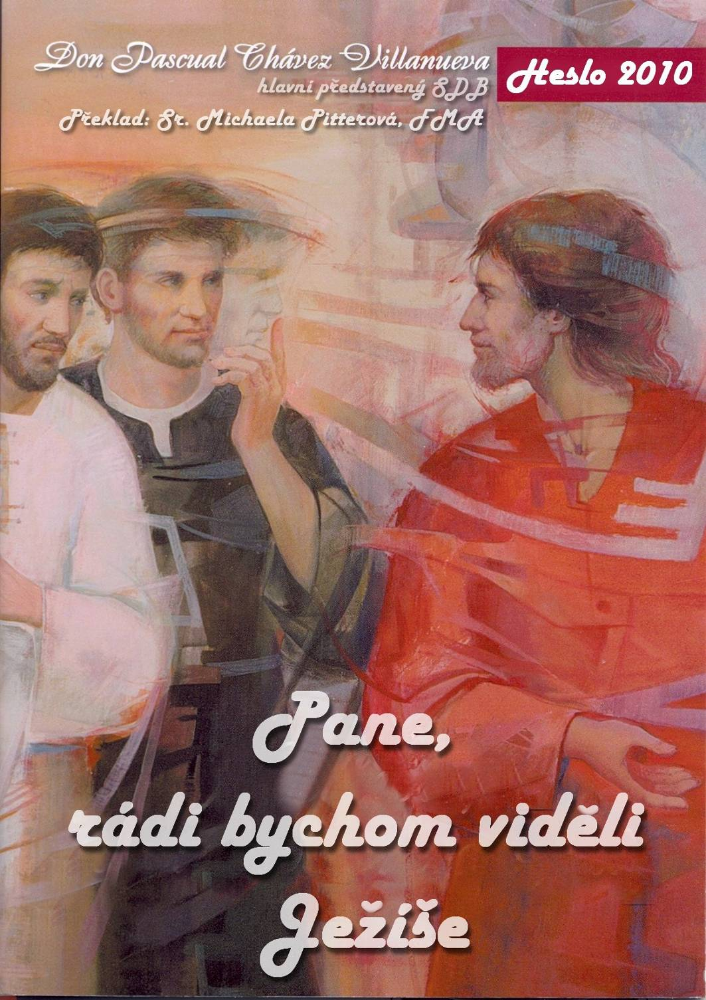 Don Pascual Chávez Villanueva
Heslo 2010
hlavní představený SDB
Překlad: Sr. Michaela Pitterová, FMA
Pane,
rádi bychom viděli
Ježíše